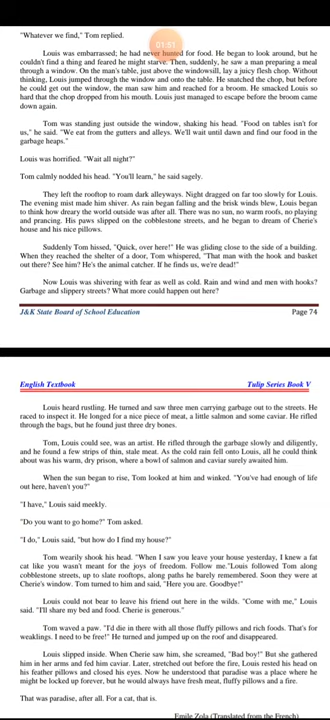 "Whatever we find," Tom replied.
Louis was embarrassed; he had never hunted for food. He began to look around, but he
couldn't find a thing and feared he might starve. Then, suddenly, he saw a man preparing a meal
through a window. On the man's table, just above the windowsill, lay a juicy flesh chop. Without
thinking, Louis jumped through the window and onto the table. He snatched the chop, but before
he could get out the window, the man saw him and reached for a broom. He smacked Louis so
hard that the chop dropped from his mouth. Louis just managed to escape before the broom came
down again.
01:51
Tom was standing just outside the window, shaking his head. "Food on tables isn't for
us," he said. "We eat from the gutters and alleys. We'll wait until dawn and find our food in the
garbage heaps."
Louis was horrified. "Wait all night?"
Tom calmly nodded his head. "You'll learn," he said sagely.
They left the rooftop to roam dark alleyways. Night dragged on far too slowly for Louis.
The evening mist made him shiver. As rain began falling and the brisk winds blew, Louis began
to think how dreary the world outside was after all. There was no sun, no warm roofs, no playing
and prancing. His paws slipped on the cobblestone streets, and he began to dream of Cherie's
house and his nice pillows.
Suddenly Tom hissed, "Quick, over here!" He was gliding close to the side of a building.
When they reached the shelter of a door, Tom whispered, "That man with the hook and basket
out there? See him? He's the animal catcher. If he finds us, we're dead!"
Now Louis was shivering with fear as well as cold. Rain and wind and men with hooks?
Garbage and slippery streets? What more could happen out here?
J&K State Board of School Education Page 74
English Textbook Tulip Series Book V
Louis heard rustling. He turned and saw three men carrying garbage out to the streets. He
raced to inspect it. He longed for a nice piece of meat, a little salmon and some caviar. He rifled
through the bags, but he found just three dry bones.
Tom, Louis could see, was an artist. He rifled through the garbage slowly and diligently,
and he found a few strips of thin, stale meat. As the cold rain fell onto Louis, all he could think
about was his warm, dry prison, where a bowl of salmon and caviar surely awaited him.
When the sun began to rise, Tom looked at him and winked. "You've had enough of life
out here, haven't you?"
"I have," Louis said meekly.
"Do you want to go home?" Tom asked.
"I do," Louis said, "but how do I find my house?"
Tom wearily shook his head. "When I saw you leave your house yesterday, I knew a fat
cat like you wasn't meant for the joys of freedom. Follow me."Louis followed Tom along
cobblestone streets, up to slate rooftops, along paths he barely remembered. Soon they were at
Cherie's window. Tom turned to him and said, "Here you are. Goodbye!"
Louis could not bear to leave his friend out here in the wilds. "Come with me," Louis
said. "I'll share my bed and food. Cherie is generous."
Tom waved a paw. "I'd die in there with all those fluffy pillows and rich foods. That's for
weaklings. I need to be free!" He turned and jumped up on the roof and disappeared.
Louis slipped inside. When Cherie saw him, she screamed, "Bad boy!" But she gathered
him in her arms and fed him caviar. Later, stretched out before the fire, Louis rested his head on
his feather pillows and closed his eyes. Now he understood that paradise was a place where he
might be locked up forever, but he would always have fresh meat, fluffy pillows and a fire.
That was paradise, after all. For a cat, that is.
Emile Zola (Translated from the French)